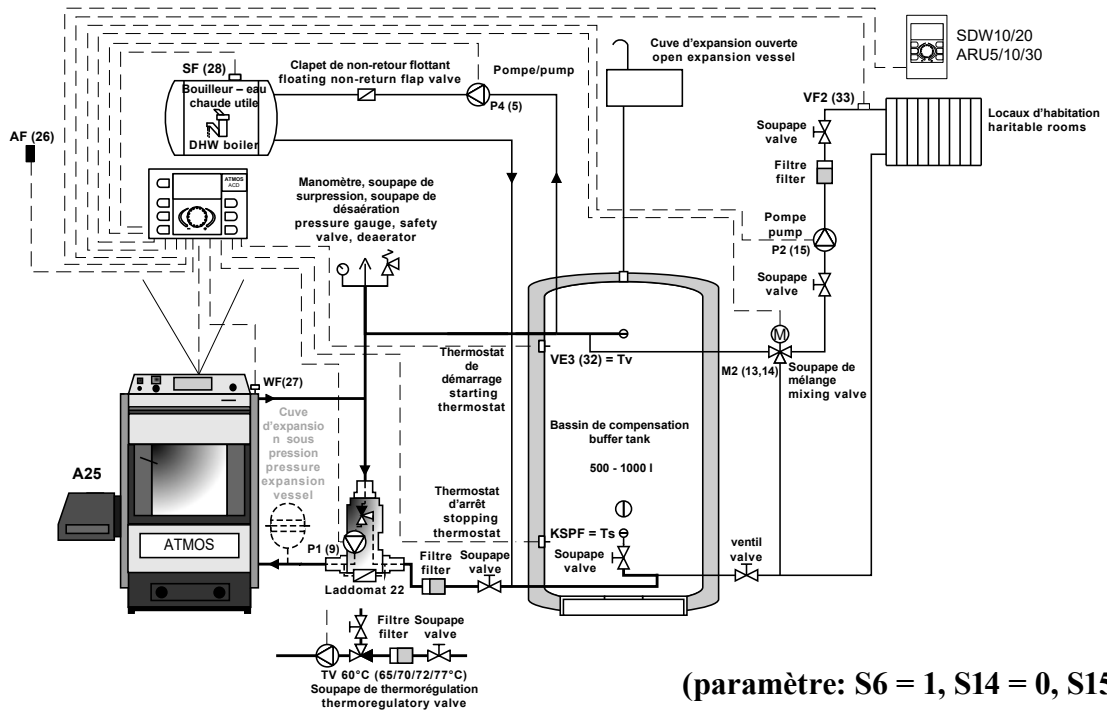 SDW10/20
ARU5/10/30
Cuve d'expansion ouverte
open expansion vessel
SF (28)
Clapet de non-retour flottant
floating non-return flap valve
Pompe/pump
P4 (5)
Bouilleur – eau
chaude utile
DHW boiler
VF2 (33)
Locaux d'habitation
haritable rooms
Soupape
valve
Filtre
filter
AF (26)
ATMOS
ACD
Manomètre, soupape de
surpression, soupape de
désaération
pressure gauge, safety
valve, deaerator
Pompe
pump
P2 (15)
Soupape
valve
M
M2 (13,14)
Soupape de
mélange
mixing valve
Thermostat
de
démarrage
starting
thermostat
VE3 (32) = Tv
WF(27)
Cuve
d'expansio
n sous
pression
pressure
expansion
vessel
Bassin de compensation
buffer tank
500 - 1000 l
A25
ATMOS
Thermostat
d'arrêt
stopping
thermostat
KSPF = Ts
P1 (9)
Laddomat 22
Filtre
filter
Soupape
valve
Soupape
valve
ventil
valve
Filtre
filter
Soupape
valve
TV 60°C (65/70/72/77°C)
Soupape de thermorégulation
thermoregulatory valve
(paramètre: S6 = 1, S14 = 0, S15